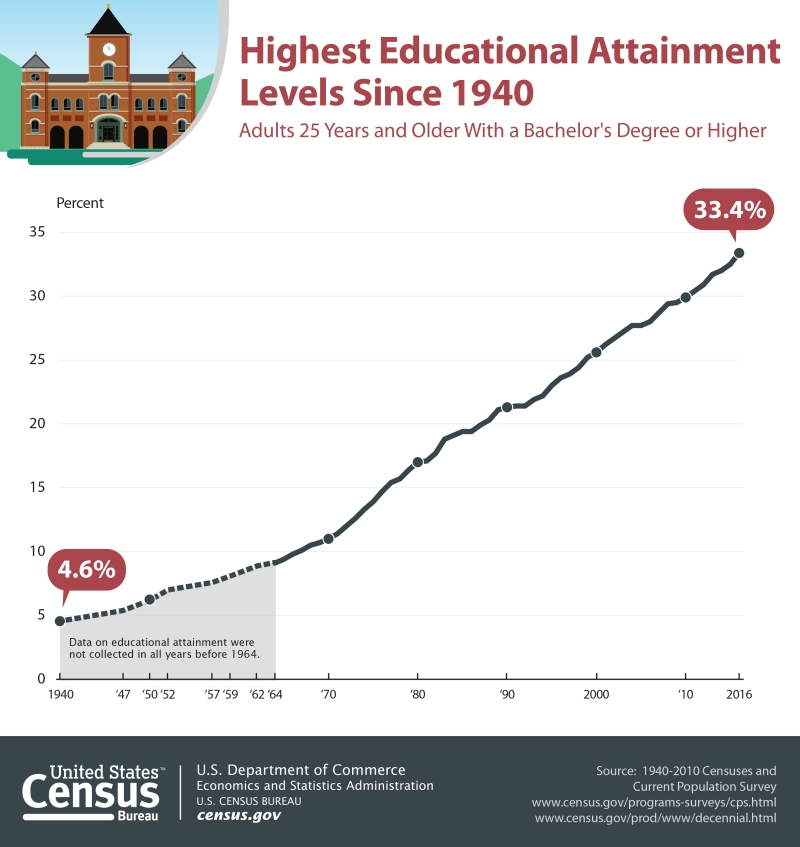 Highest Educational Attainment
Levels Since 1940
Adults 25 Years and Older With a Bachelor's Degree or Higher
Percent
33.4%
35
30
25
20
15
10
4.6%
5
Data on educational attainment were
not collected in all years before 1964.
0
1940 ‘47 ‘50 ‘52 ‘57 ‘59 ‘62 ‘64 ‘70 ‘80 ‘90 2000 ‘10 2016
United States™
Census
Bureau
U.S. Department of Commerce
Economics and Statistics Administration
U.S. CENSUS BUREAU
census.gov
Source: 1940-2010 Censuses and
Current Population Survey
www.census.gov/programs-surveys/cps.html
www.census.gov/prod/www/decennial.html